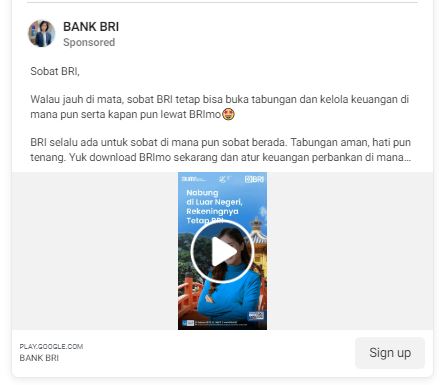 BANK BRI
Sponsored
Sobat BRI,
Walau jauh di mata, sobat BRI tetap bisa buka tabungan dan kelola keuangan di
mana pun serta kapan pun lewat BRImo🤩
BRI selalu ada untuk sobat di mana pun sobat berada. Tabungan aman, hati pun
tenang. Yuk download BRImo sekarang dan atur keuangan perbankan di mana...
BRI
Nabung
di Luar Negeri,
Rekeningnya
Tetap BRI
PLAY.GOOGLE.COM
BANK BRI
Sign up